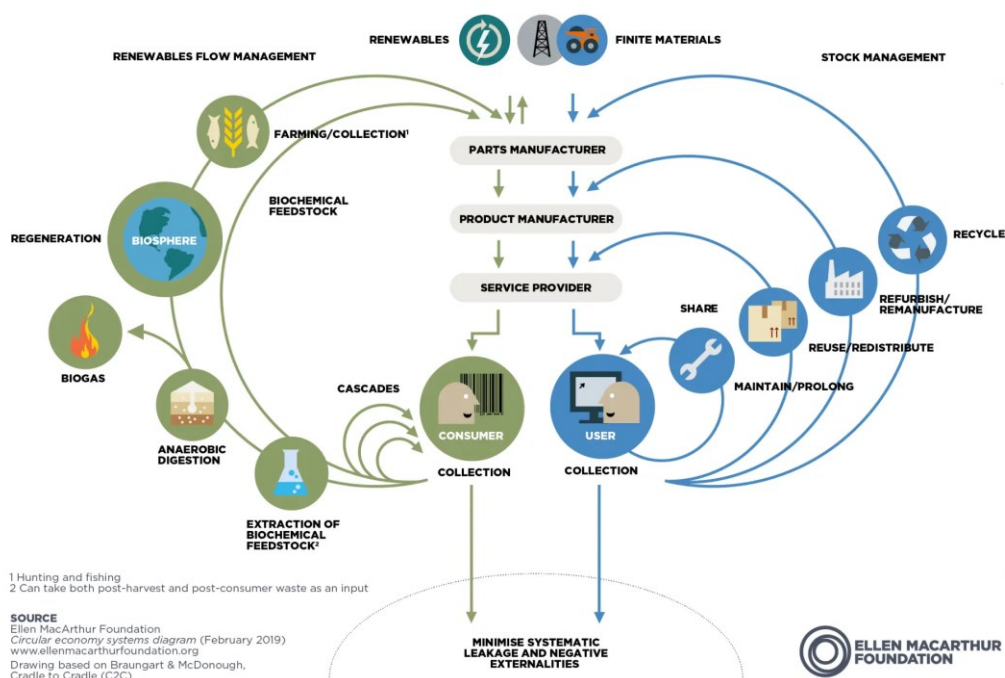 RENEWABLES
FINITE MATERIALS
RENEWABLES FLOW MANAGEMENT
STOCK MANAGEMENT
FARMING/COLLECTION¹
PARTS MANUFACTURER
BIOCHEMICAL
FEEDSTOCK
PRODUCT MANUFACTURER
REGENERATION
BIOSPHERE
RECYCLE
SERVICE PROVIDER
SHARE
REFURBISH/
REMANUFACTURE
REUSE/REDISTRIBUTE
BIOGAS
CASCADES
MAINTAIN/PROLONG
CONSUMER
USER
ANAEROBIC
DIGESTION
COLLECTION
COLLECTION
EXTRACTION OF
BIOCHEMICAL
FEEDSTOCK²
1 Hunting and fishing
2 Can take both post-harvest and post-consumer waste as an input
SOURCE
Ellen MacArthur Foundation
Circular economy systems diagram (February 2019)
www.ellenmacarthurfoundation.org
Drawing based on Braungart & McDonough,
Cradle to Cradle (C2C)
MINIMISE SYSTEMATIC
LEAKAGE AND NEGATIVE
EXTERNALITIES
ELLEN MACARTHUR
FOUNDATION